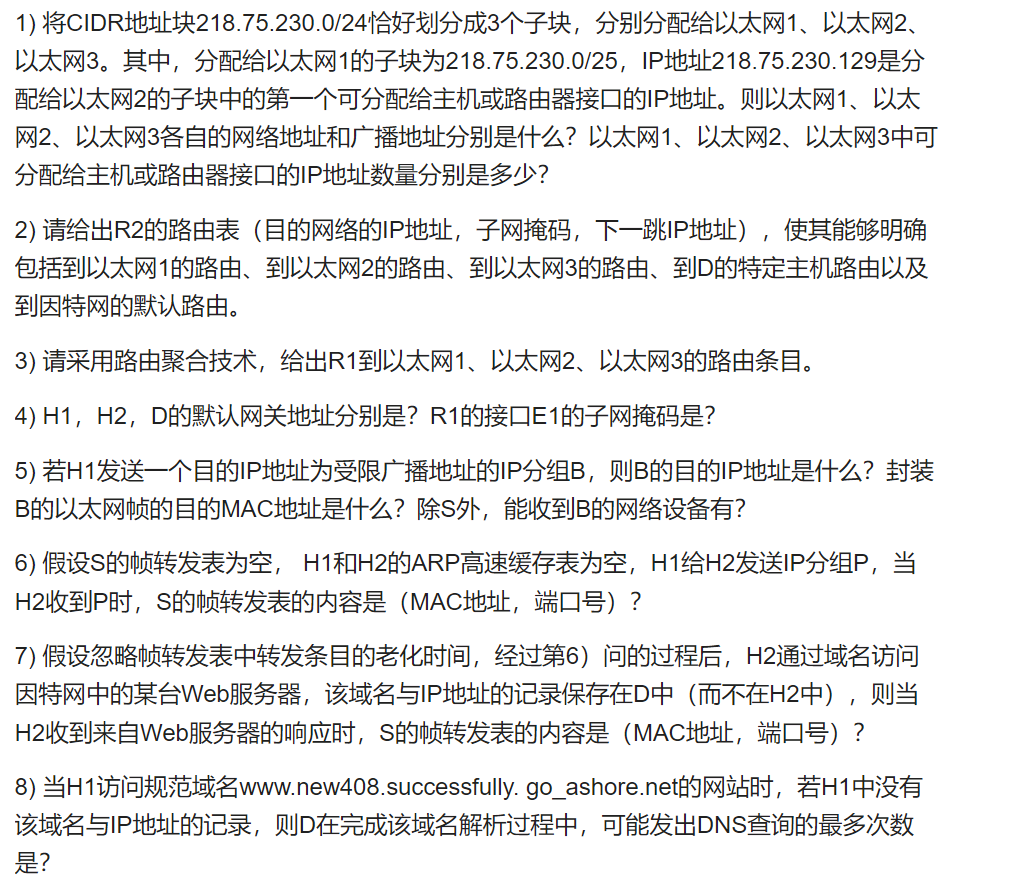 1) 将CIDR地址块218.75.230.0/24恰好划分成3个子块，分别分配给以太网1、以太网2、
以太网3。其中，分配给以太网1的子块为218.75.230.0/25，IP地址218.75.230.129是分
配给以太网2的子块中的第一个可分配给主机或路由器接口的IP地址。则以太网1、以太
网2、以太网3各自的网络地址和广播地址分别是什么？以太网1、以太网2、以太网3中可
分配给主机或路由器接口的IP地址数量分别是多少？
2) 请给出R2的路由表（目的网络的IP地址，子网掩码，下一跳IP地址），使其能够明确
包括到以太网1的路由、到以太网2的路由、到以太网3的路由、到D的特定主机路由以及
到因特网的默认路由。
3) 请采用路由聚合技术，给出R1到以太网1、以太网2、以太网3的路由条目。
4) H1，H2，D的默认网关地址分别是？R1的接口E1的子网掩码是？
5) 若H1发送一个目的IP地址为受限广播地址的IP分组B，则B的目的IP地址是什么？封装
B的以太网帧的目的MAC地址是什么？除S外，能收到B的网络设备有？
6) 假设S的帧转发表为空， H1和H2的ARP高速缓存表为空，H1给H2发送IP分组P，当
H2收到P时，S的帧转发表的内容是（MAC地址，端口号）？
7) 假设忽略帧转发表中转发条目的老化时间，经过第6）问的过程后，H2通过域名访问
因特网中的某台Web服务器，该域名与IP地址的记录保存在D中（而不在H2中），则当
H2收到来自Web服务器的响应时，S的帧转发表的内容是（MAC地址，端口号）？
8) 当H1访问规范域名www.new408.successfully. go_ashore.net的网站时，若H1中没有
该域名与IP地址的记录，则D在完成该域名解析过程中，可能发出DNS查询的最多次数
是？